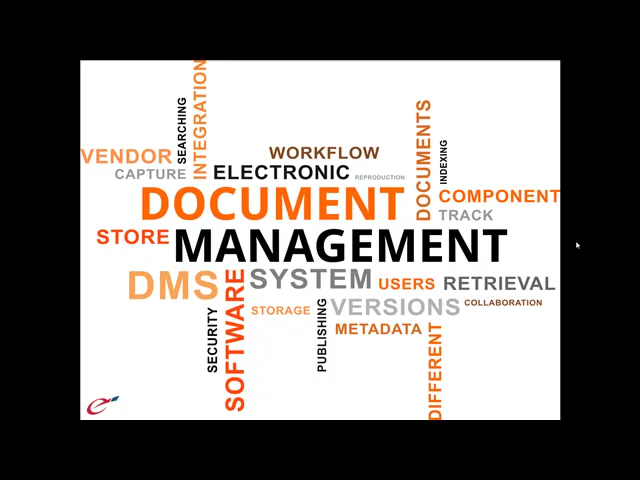 INTEGRATION
SEARCHING
VENDOR
CAPTURE
WORKFLOW
ELECTRONIC
REPRODUCTION
DOCUMENTS
INDEXING
DOCUMENT
COMPONENT
TRACK
STORE
MANAGEMENT
DMS
SYSTEM
USERS
RETRIEVAL
SOFTWARE
STORAGE
PUBLISHING
VERSIONS
COLLABORATION
SECURITY
METADATA
DIFFERENT
e